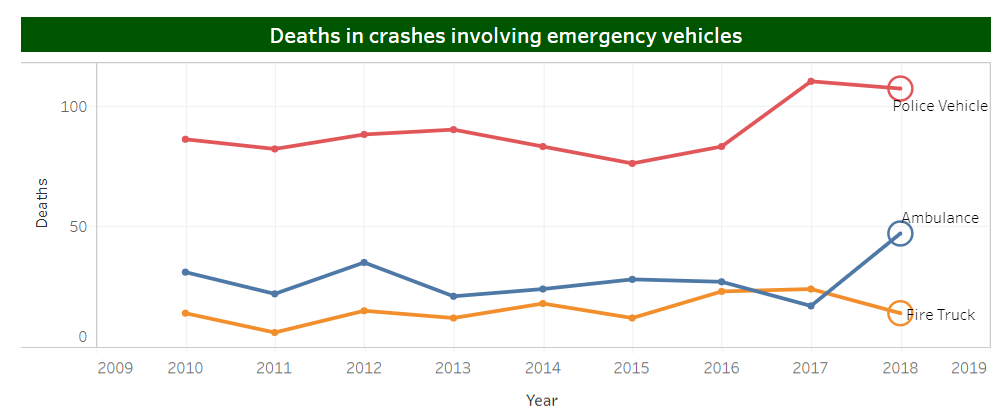 Deaths in crashes involving emergency vehicles
100
Police Vehicle
Deaths
50
Ambulance
Fire Truck
0
2009 2010 2011 2012 2013 2014 2015 2016 2017 2018 2019
Year